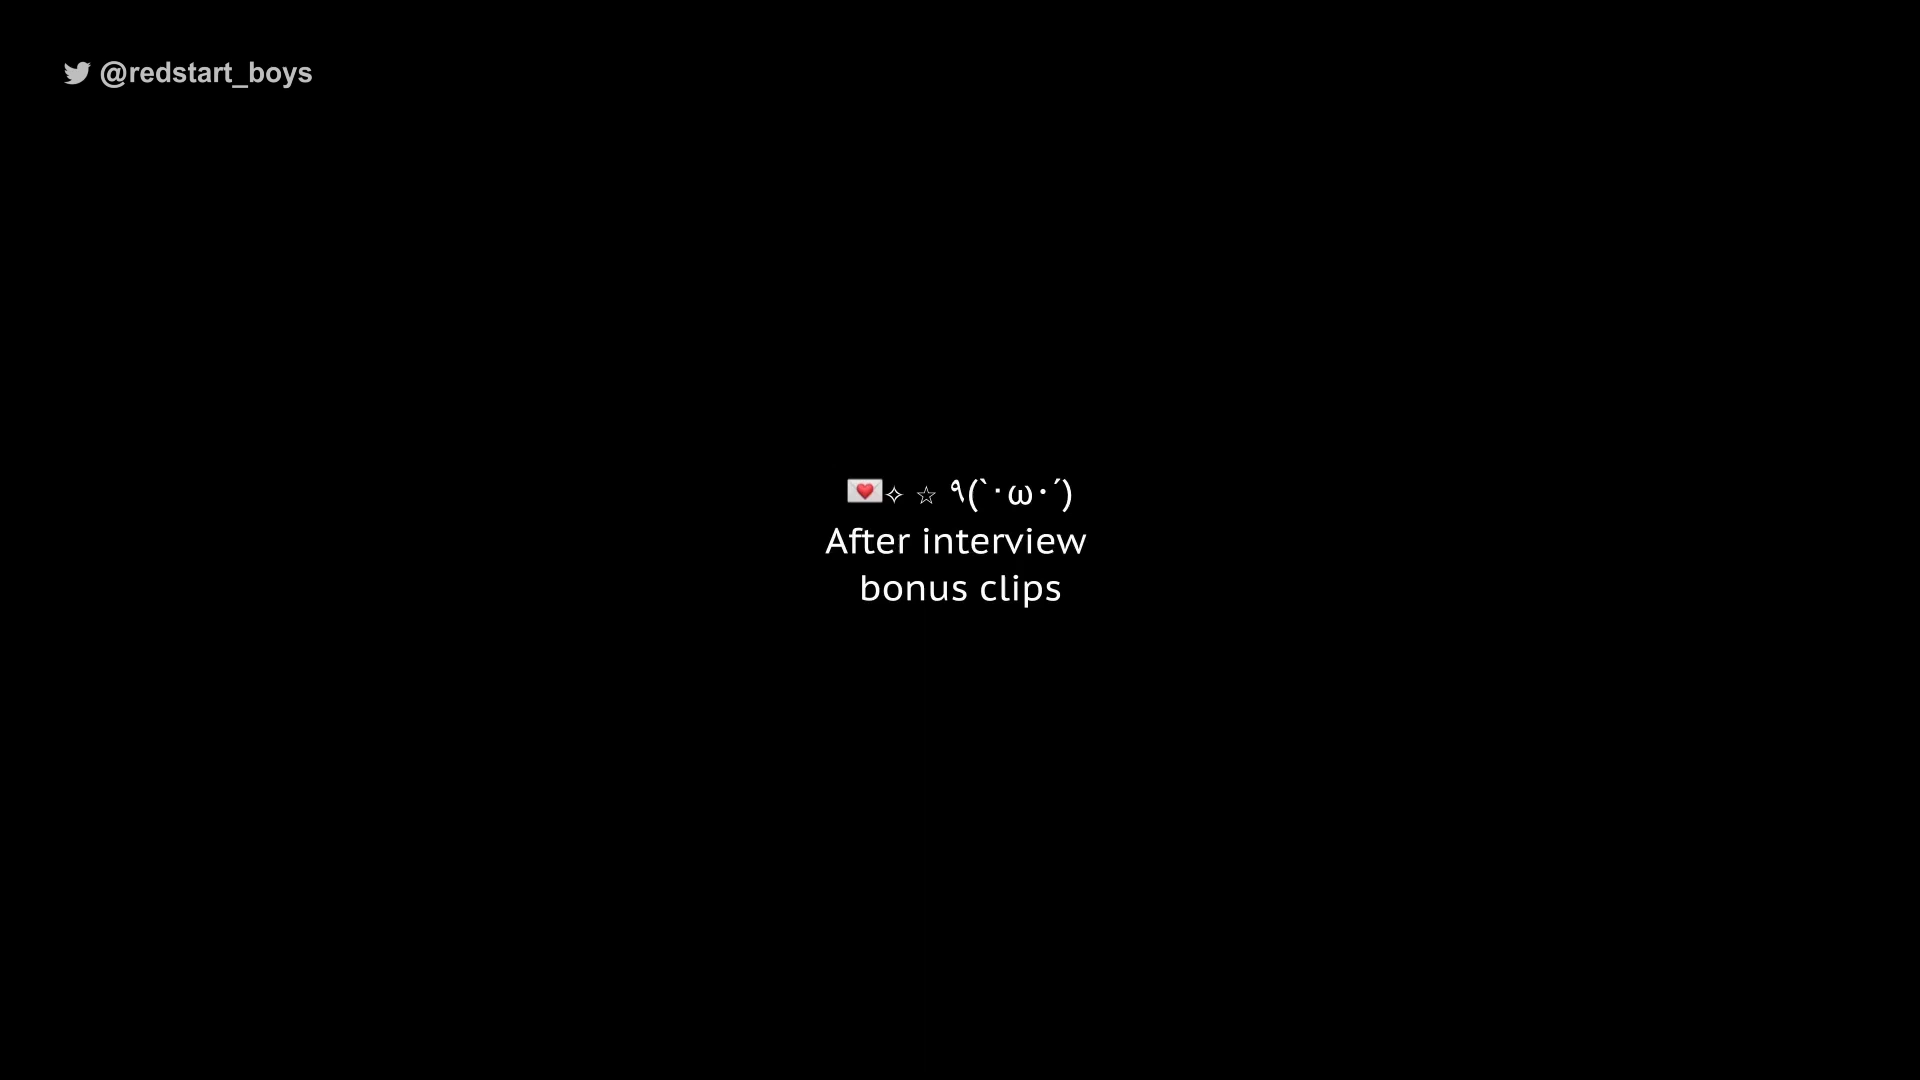 @redstart_boys
💌✧ ☆ ٩(`･ω･´)
After interview
bonus clips